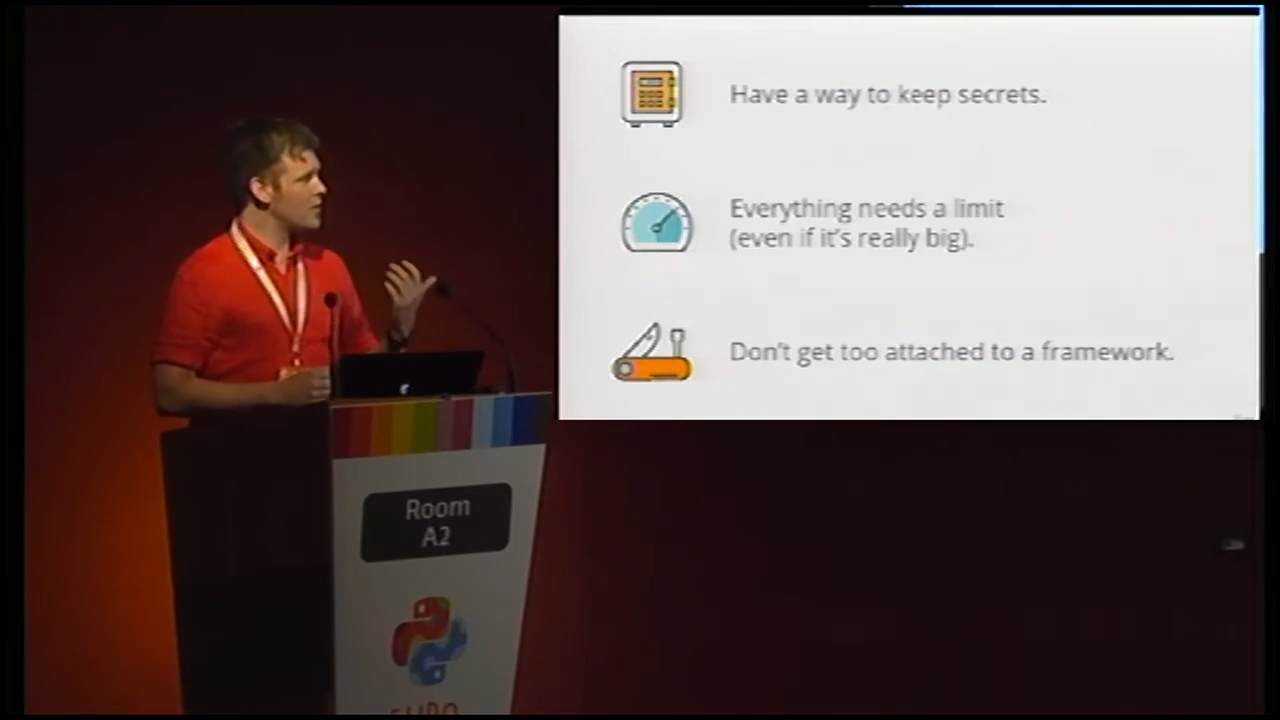 Have a way to keep secrets.
Everything needs a limit
(even if it's really big).
Don't get too attached to a framework.
Room
A2
EURO